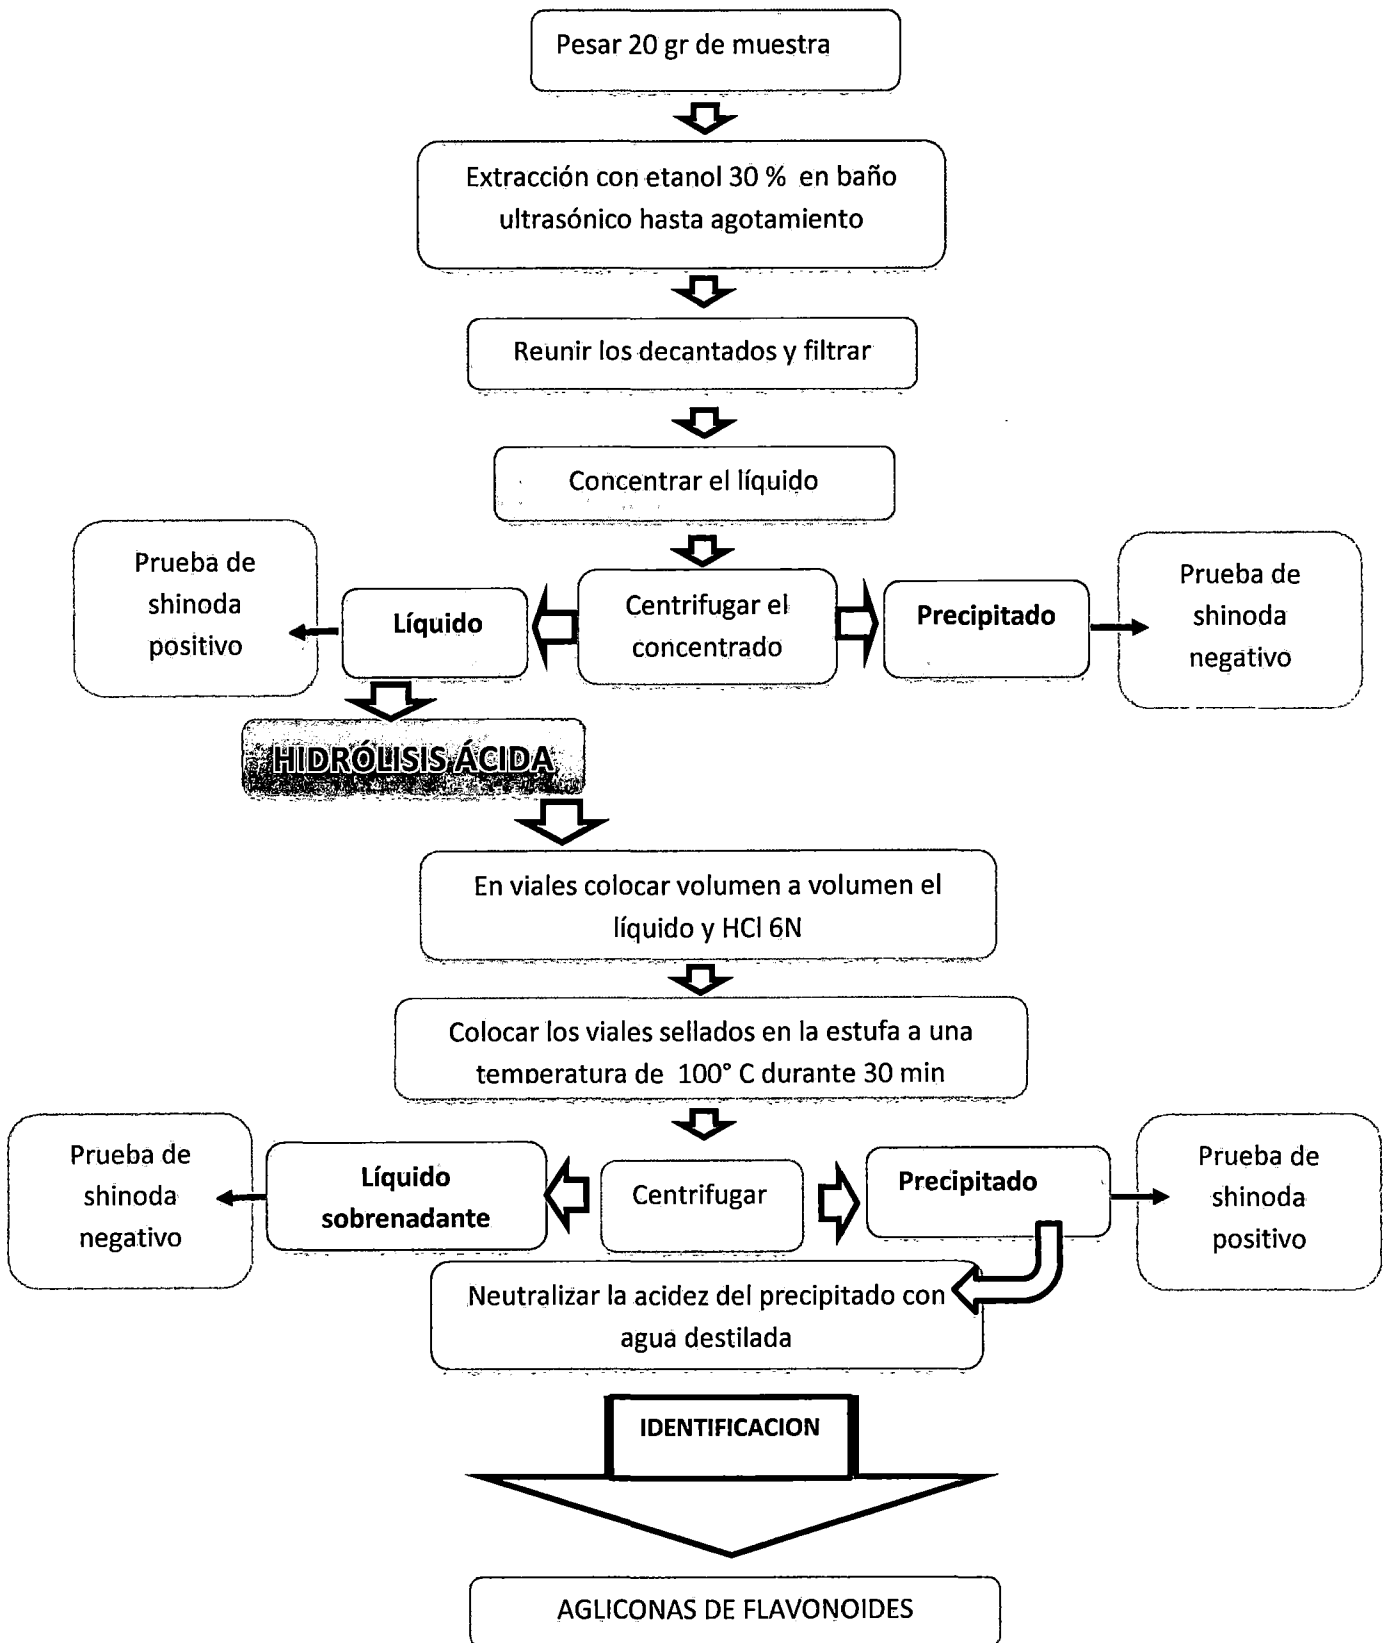 Pesar 20 gr de muestra
Extracción con etanol 30 % en baño
ultrasónico hasta agotamiento
Reunir los decantados y filtrar
Concentrar el líquido
Prueba de
shinoda
positivo
Líquido
Centrifugar el
concentrado
Precipitado
Prueba de
shinoda
negativo
HIDRÓLISIS ÁCIDA
En viales colocar volumen a volumen el
líquido y HCl 6N
Colocar los viales sellados en la estufa a una
temperatura de 100° C durante 30 min
Prueba de
shinoda
negativo
Líquido
sobrenadante
Centrifugar
Precipitado
Prueba de
shinoda
positivo
Neutralizar la acidez del precipitado con
agua destilada
IDENTIFICACION
AGLICONAS DE FLAVONOIDES